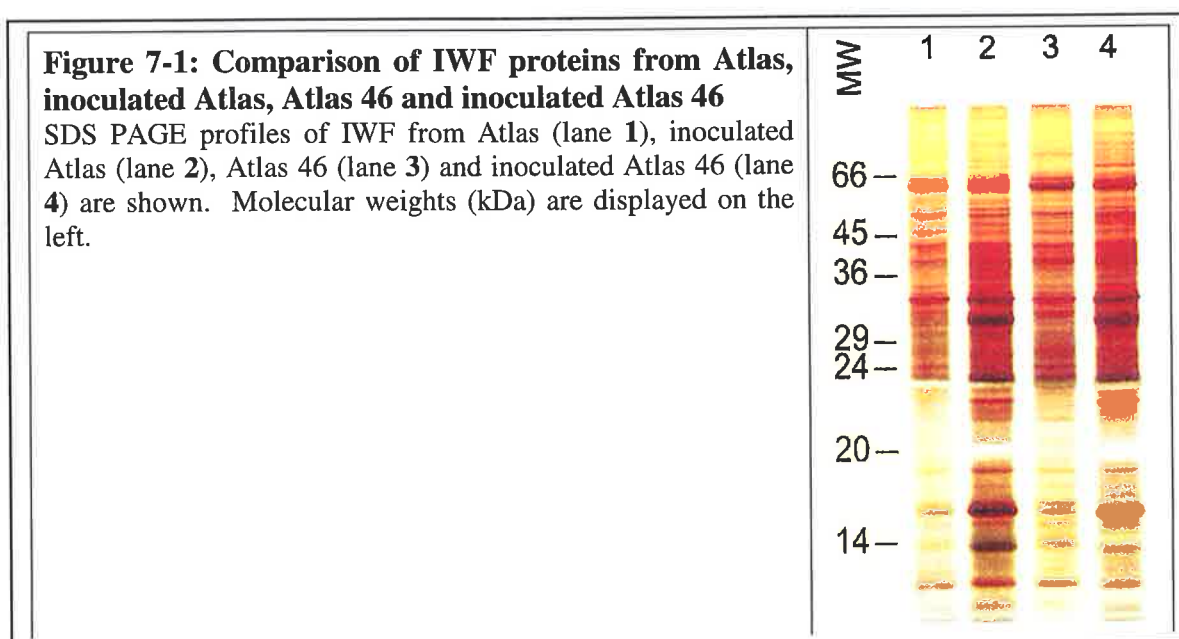 Figure 7-1: Comparison of IWF proteins from Atlas,
inoculated Atlas, Atlas 46 and inoculated Atlas 46
SDS PAGE profiles of IWF from Atlas (lane 1), inoculated
Atlas (lane 2), Atlas 46 (lane 3) and inoculated Atlas 46 (lane
4) are shown. Molecular weights (kDa) are displayed on the
left.
MW 1 2 3 4
66
45
36
29
24
20
14